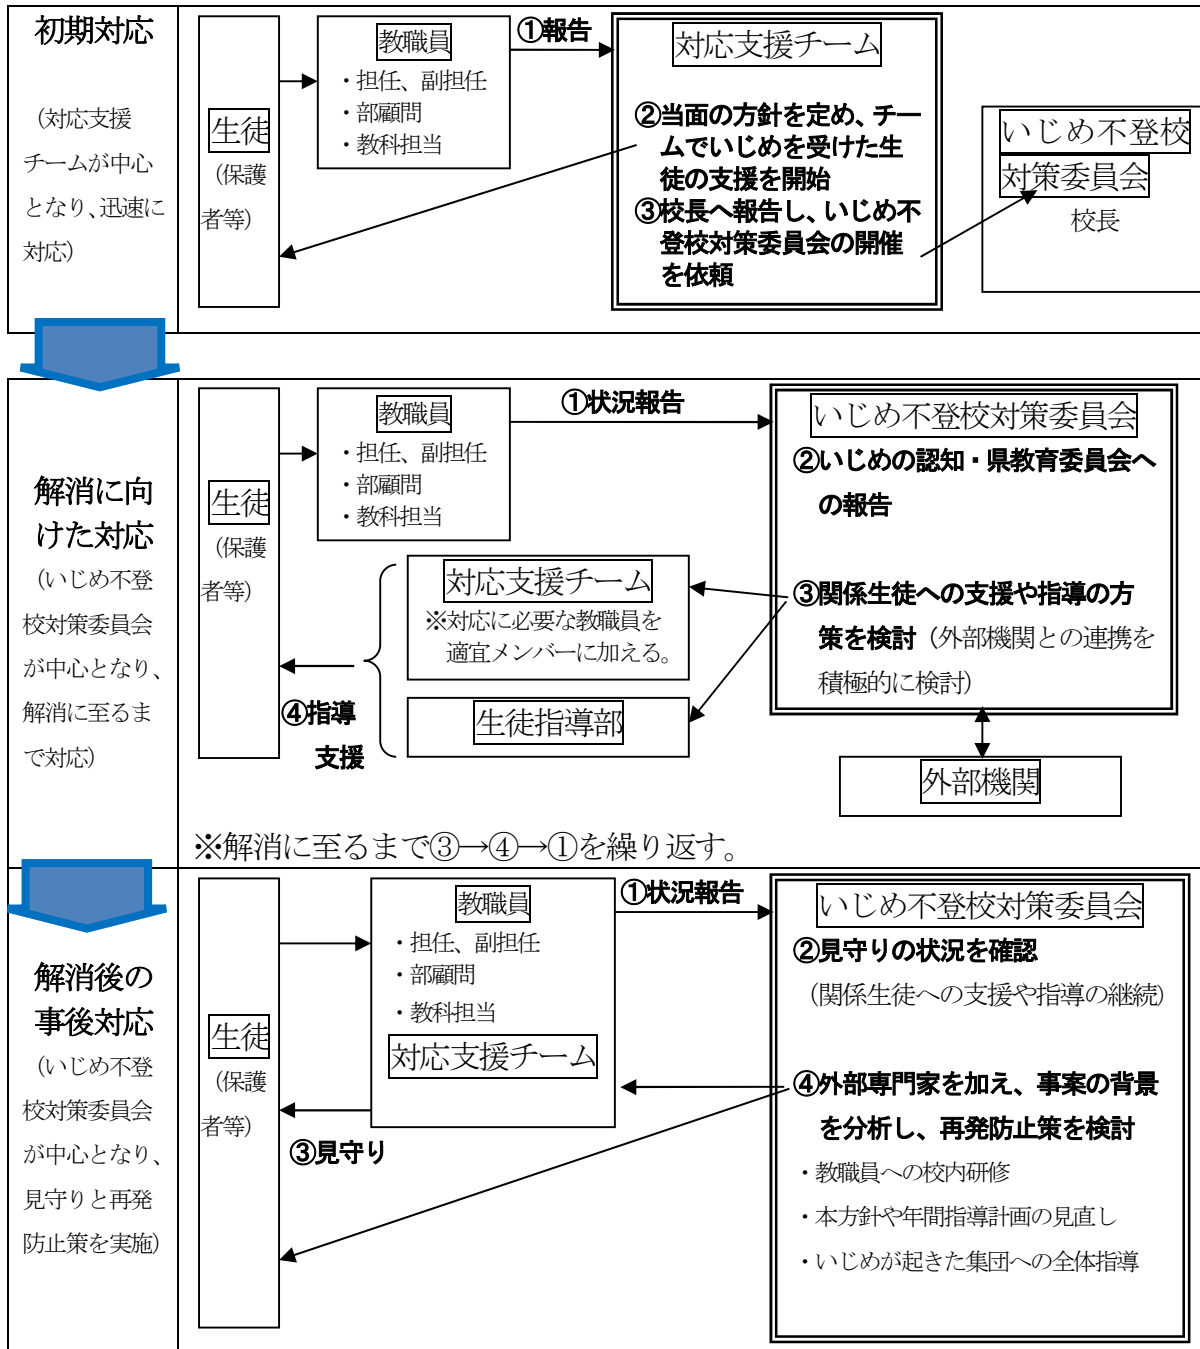 初期対応
（対応支援
チームが中心
となり、迅速に
対応）
生徒
（保護
者等）
教職員
・担任、副担任
・部顧問
・教科担当
①報告
対応支援チーム
②当面の方針を定め、チー
ムでいじめを受けた生
徒の支援を開始
③校長へ報告し、いじめ不
登校対策委員会の開催
を依頼
いじめ不登校
対策委員会
校長
解消に向
けた対応
（いじめ不登
校対策委員会
が中心となり、
解消に至るま
で対応）
生徒
（保護
者等）
教職員
・担任、副担任
・部顧問
・教科担当
①状況報告
いじめ不登校対策委員会
②いじめの認知・県教育委員会へ
の報告
③関係生徒への支援や指導の方
策を検討（外部機関との連携を
積極的に検討）
対応支援チーム
※対応に必要な教職員を
適宜メンバーに加える。
生徒指導部
④指導
支援
外部機関
※解消に至るまで③→④→①を繰り返す。
解消後の
事後対応
（いじめ不登
校対策委員会
が中心となり、
見守りと再発
防止策を実施）
生徒
（保護
者等）
教職員
・担任、副担任
・部顧問
・教科担当
対応支援チーム
①状況報告
③見守り
いじめ不登校対策委員会
②見守りの状況を確認
（関係生徒への支援や指導の継続）
④外部専門家を加え、事案の背景
を分析し、再発防止策を検討
・教職員への校内研修
・本方針や年間指導計画の見直し
・いじめが起きた集団への全体指導